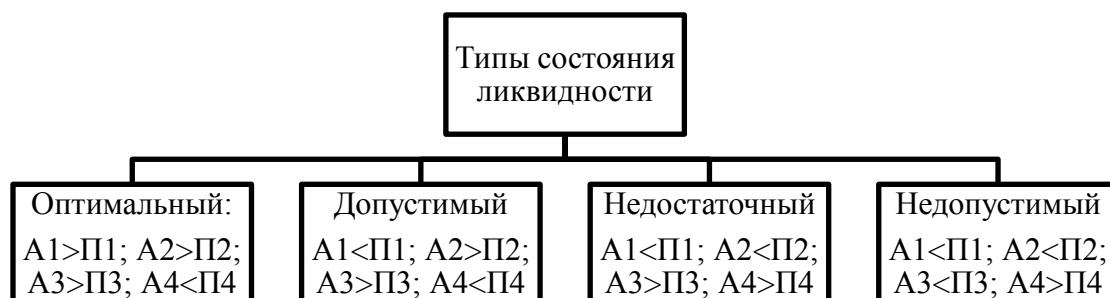 Типы состояния
ликвидности
Оптимальный:
А1>П1; А2>П2;
А3>П3; А4<П4
Допустимый
А1<П1; А2>П2;
А3>П3; А4<П4
Недостаточный
А1<П1; А2<П2;
А3>П3; А4>П4
Недопустимый
А1<П1; А2<П2;
А3<П3; А4>П4